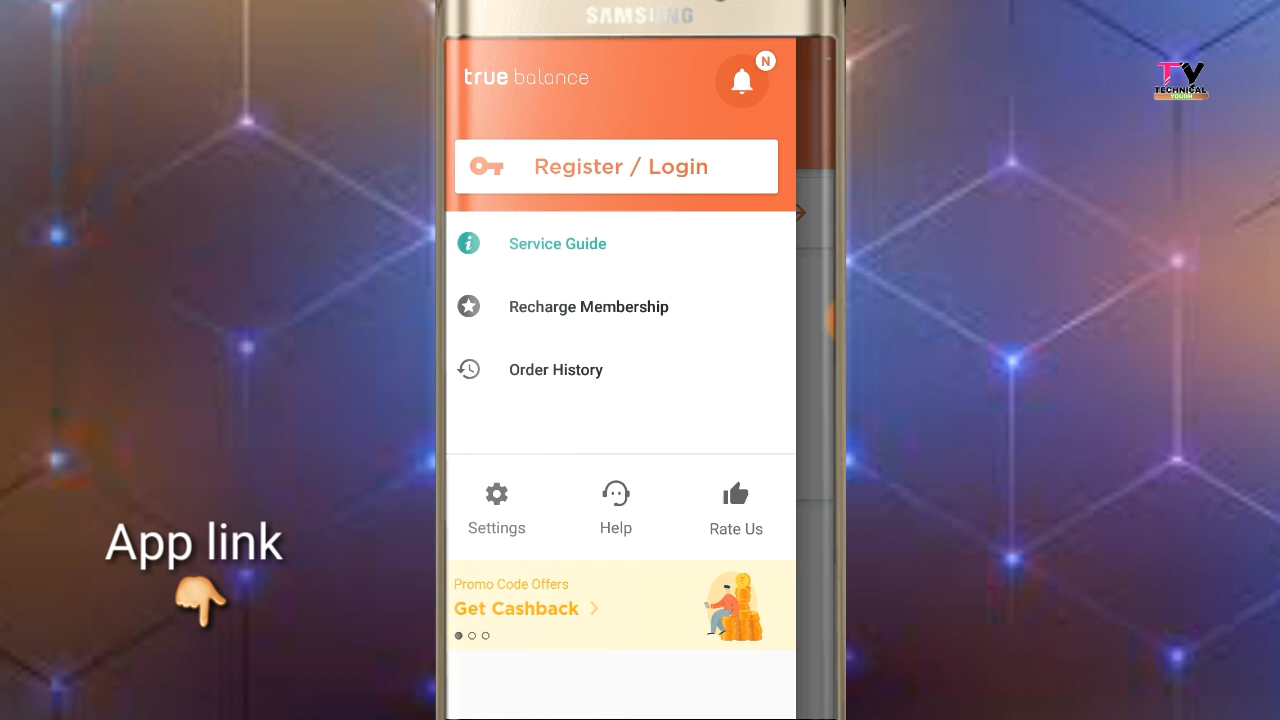 SAMSUNG
true balance
N
Register / Login
Service Guide
Recharge Membership
Order History
Settings
Help
Rate Us
Promo Code Offers
Get Cashback
App link
TY
TECHNICAL